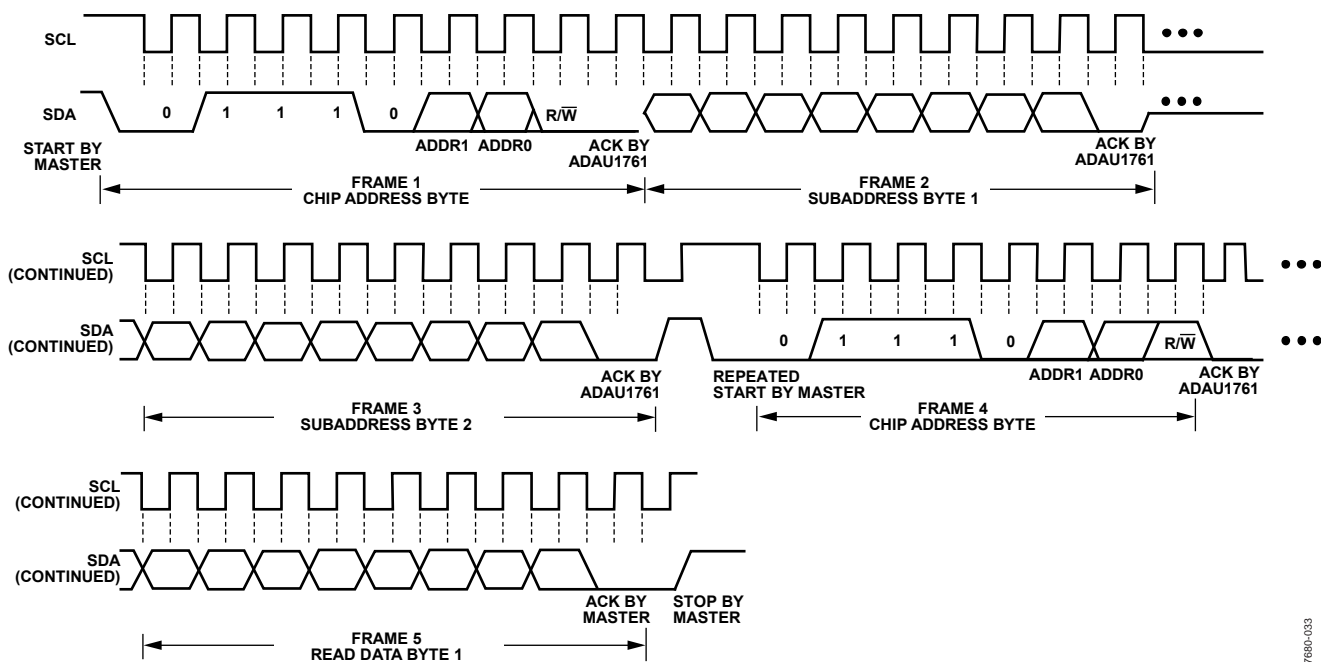 SCL
SDA
0 1 1 1 0 R/W̅
ADDR1 ADDR0
START BY
MASTER
ACK BY
ADAU1761
ACK BY
ADAU1761
FRAME 1
CHIP ADDRESS BYTE
FRAME 2
SUBADDRESS BYTE 1
SCL
(CONTINUED)
SDA
(CONTINUED)
0 1 1 1 0 R/W̅
ACK BY
ADAU1761
REPEATED
START BY MASTER
ADDR1 ADDR0
ACK BY
ADAU1761
FRAME 3
SUBADDRESS BYTE 2
FRAME 4
CHIP ADDRESS BYTE
SCL
(CONTINUED)
SDA
(CONTINUED)
ACK BY
MASTER
STOP BY
MASTER
FRAME 5
READ DATA BYTE 1
7680-033